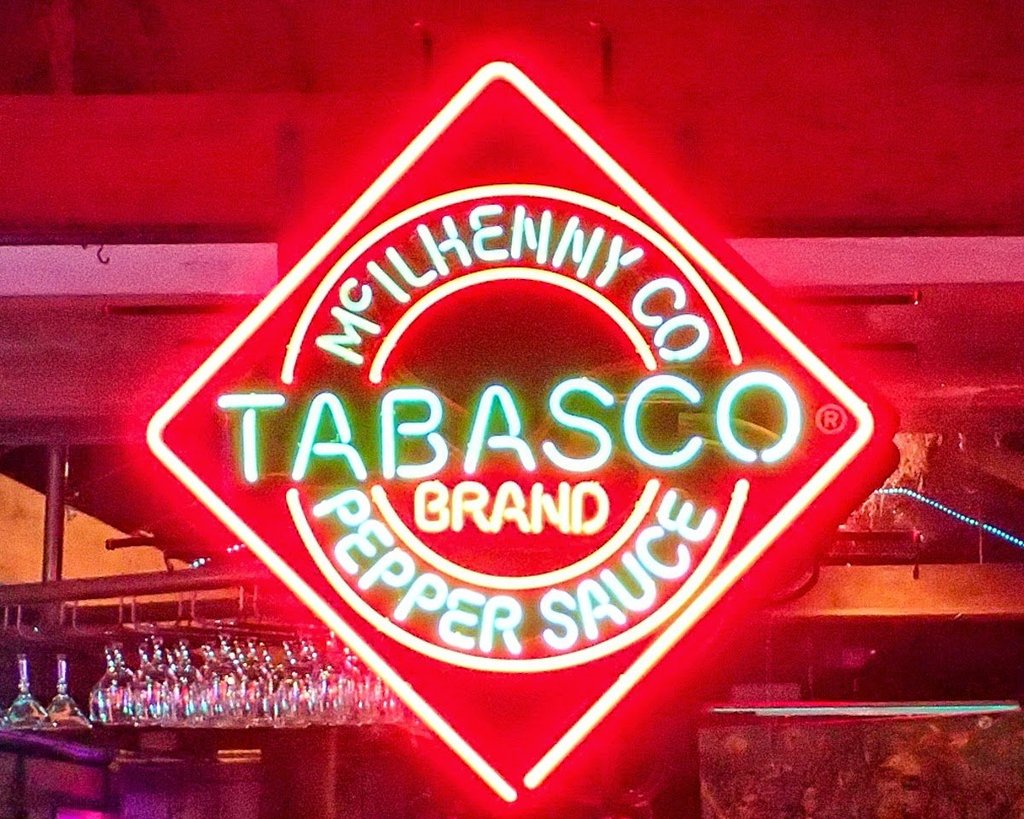 McILHENNY CO
TABASCO ®
BRAND
PEPPER SAUCE